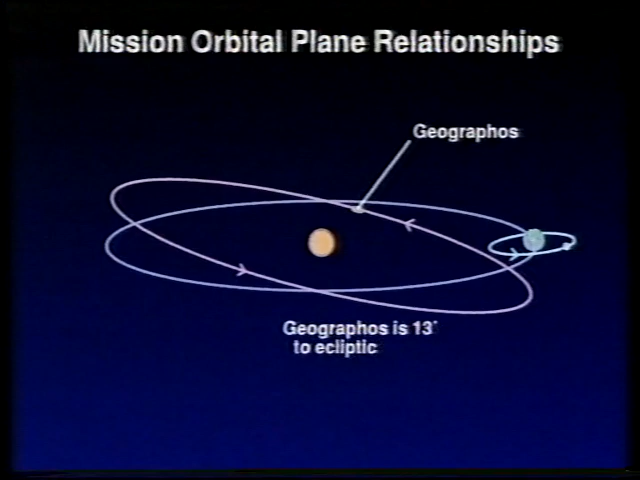 Mission Orbital Plane Relationships
Geographos
Geographos is 13°
to ecliptic